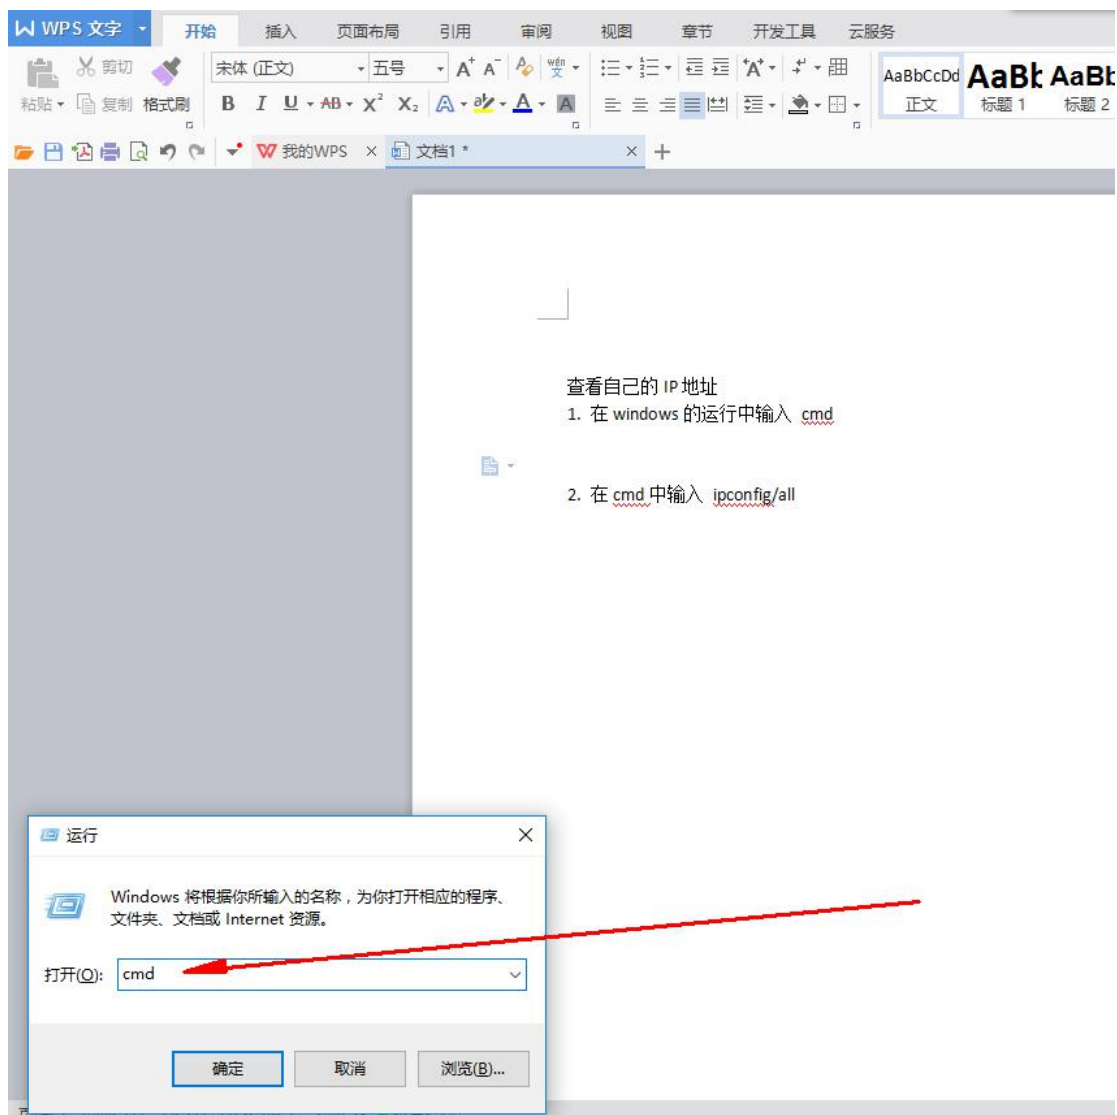 WPS 文字
开始 插入 页面布局 引用 审阅 视图 章节 开发工具 云服务
剪切
宋体 (正文) 五号 A⁺ A⁻ wén 文
AaBbCcDd AaBb AaBb
粘贴 复制 格式刷 B I U AB X² X₂ A ab A A 正文 标题 1 标题 2
我的WPS × 文档1 * × +
查看自己的 IP 地址
1. 在 windows 的运行中输入 cmd
2. 在 cmd 中输入 ipconfig/all
运行
Windows 将根据你所输入的名称，为你打开相应的程序、
文件夹、文档或 Internet 资源。
打开(O): cmd
确定 取消 浏览(B)...